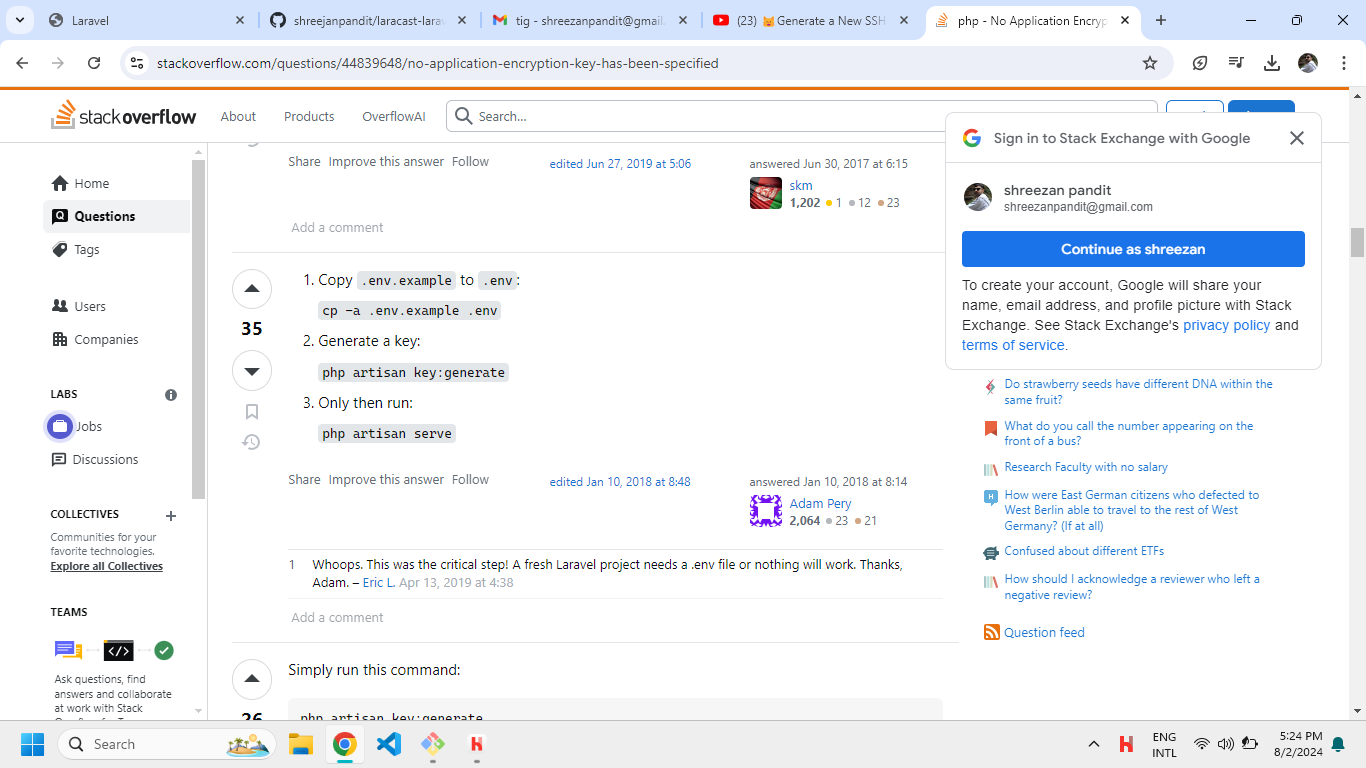 Laravel
shreejanpandit/laracast-larav
tig - shreezanpandit@gmail.
(23) 😸Generate a New SSH
php - No Application Encryp
stackoverflow.com/questions/44839648/no-application-encryption-key-has-been-specified
stackoverflow
About
Products
OverflowAI
Search...
Sign in to Stack Exchange with Google
shreezan pandit
shreezanpandit@gmail.com
Continue as shreezan
To create your account, Google will share your
name, email address, and profile picture with Stack
Exchange. See Stack Exchange's privacy policy and
terms of service.
Home
Questions
Tags
Users
Companies
LABS
Jobs
Discussions
COLLECTIVES
Communities for your
favorite technologies.
Explore all Collectives
TEAMS
Ask questions, find
answers and collaborate
at work with Stack
Share Improve this answer Follow
edited Jun 27, 2019 at 5:06
answered Jun 30, 2017 at 6:15
skm
1,202 1 12 23
Add a comment
35
1. Copy .env.example to .env:
cp -a .env.example .env
2. Generate a key:
php artisan key:generate
3. Only then run:
php artisan serve
Share Improve this answer Follow
edited Jan 10, 2018 at 8:48
answered Jan 10, 2018 at 8:14
Adam Pery
2,064 23 21
1 Whoops. This was the critical step! A fresh Laravel project needs a .env file or nothing will work. Thanks,
Adam. – Eric L. Apr 13, 2019 at 4:38
Add a comment
26
Simply run this command:
php artisan key:generate
Do strawberry seeds have different DNA within the
same fruit?
What do you call the number appearing on the
front of a bus?
Research Faculty with no salary
How were East German citizens who defected to
West Berlin able to travel to the rest of West
Germany? (If at all)
Confused about different ETFs
How should I acknowledge a reviewer who left a
negative review?
Question feed
Search
ENG
INTL
5:24 PM
8/2/2024